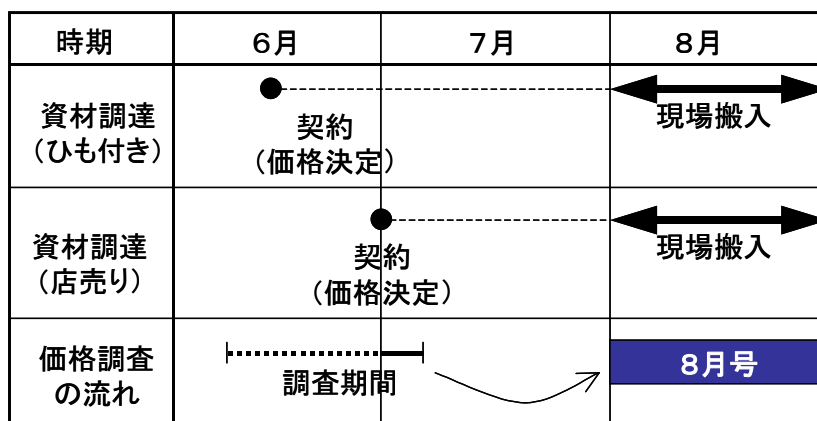 時期
6月
7月
8月
資材調達
(ひも付き)
契約
(価格決定)
現場搬入
資材調達
(店売り)
契約
(価格決定)
現場搬入
価格調査
の流れ
調査期間
8月号